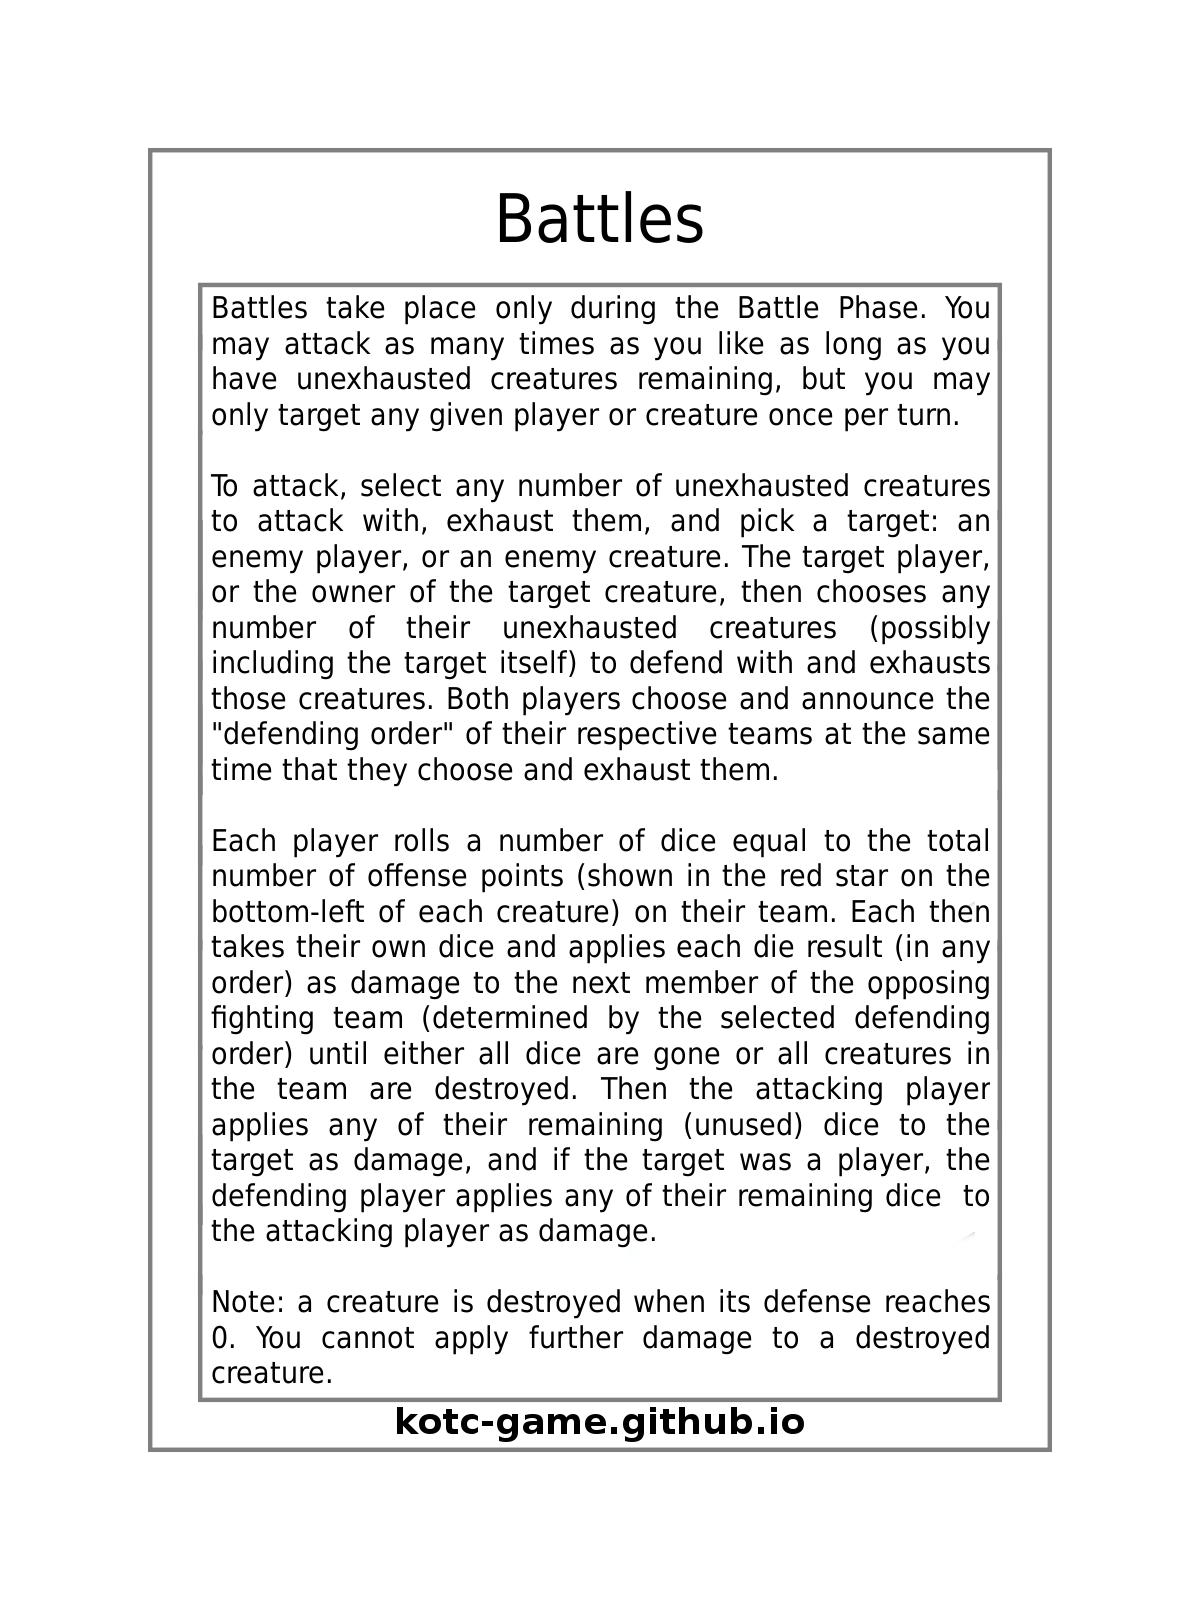 Battles
Battles take place only during the Battle Phase. You
may attack as many times as you like as long as you
have unexhausted creatures remaining, but you may
only target any given player or creature once per turn.
To attack, select any number of unexhausted creatures
to attack with, exhaust them, and pick a target: an
enemy player, or an enemy creature. The target player,
or the owner of the target creature, then chooses any
number of their unexhausted creatures (possibly
including the target itself) to defend with and exhausts
those creatures. Both players choose and announce the
"defending order" of their respective teams at the same
time that they choose and exhaust them.
Each player rolls a number of dice equal to the total
number of offense points (shown in the red star on the
bottom-left of each creature) on their team. Each then
takes their own dice and applies each die result (in any
order) as damage to the next member of the opposing
fighting team (determined by the selected defending
order) until either all dice are gone or all creatures in
the team are destroyed. Then the attacking player
applies any of their remaining (unused) dice to the
target as damage, and if the target was a player, the
defending player applies any of their remaining dice  to
the attacking player as damage.
Note: a creature is destroyed when its defense reaches
0. You cannot apply further damage to a destroyed
creature.
kotc-game.github.io